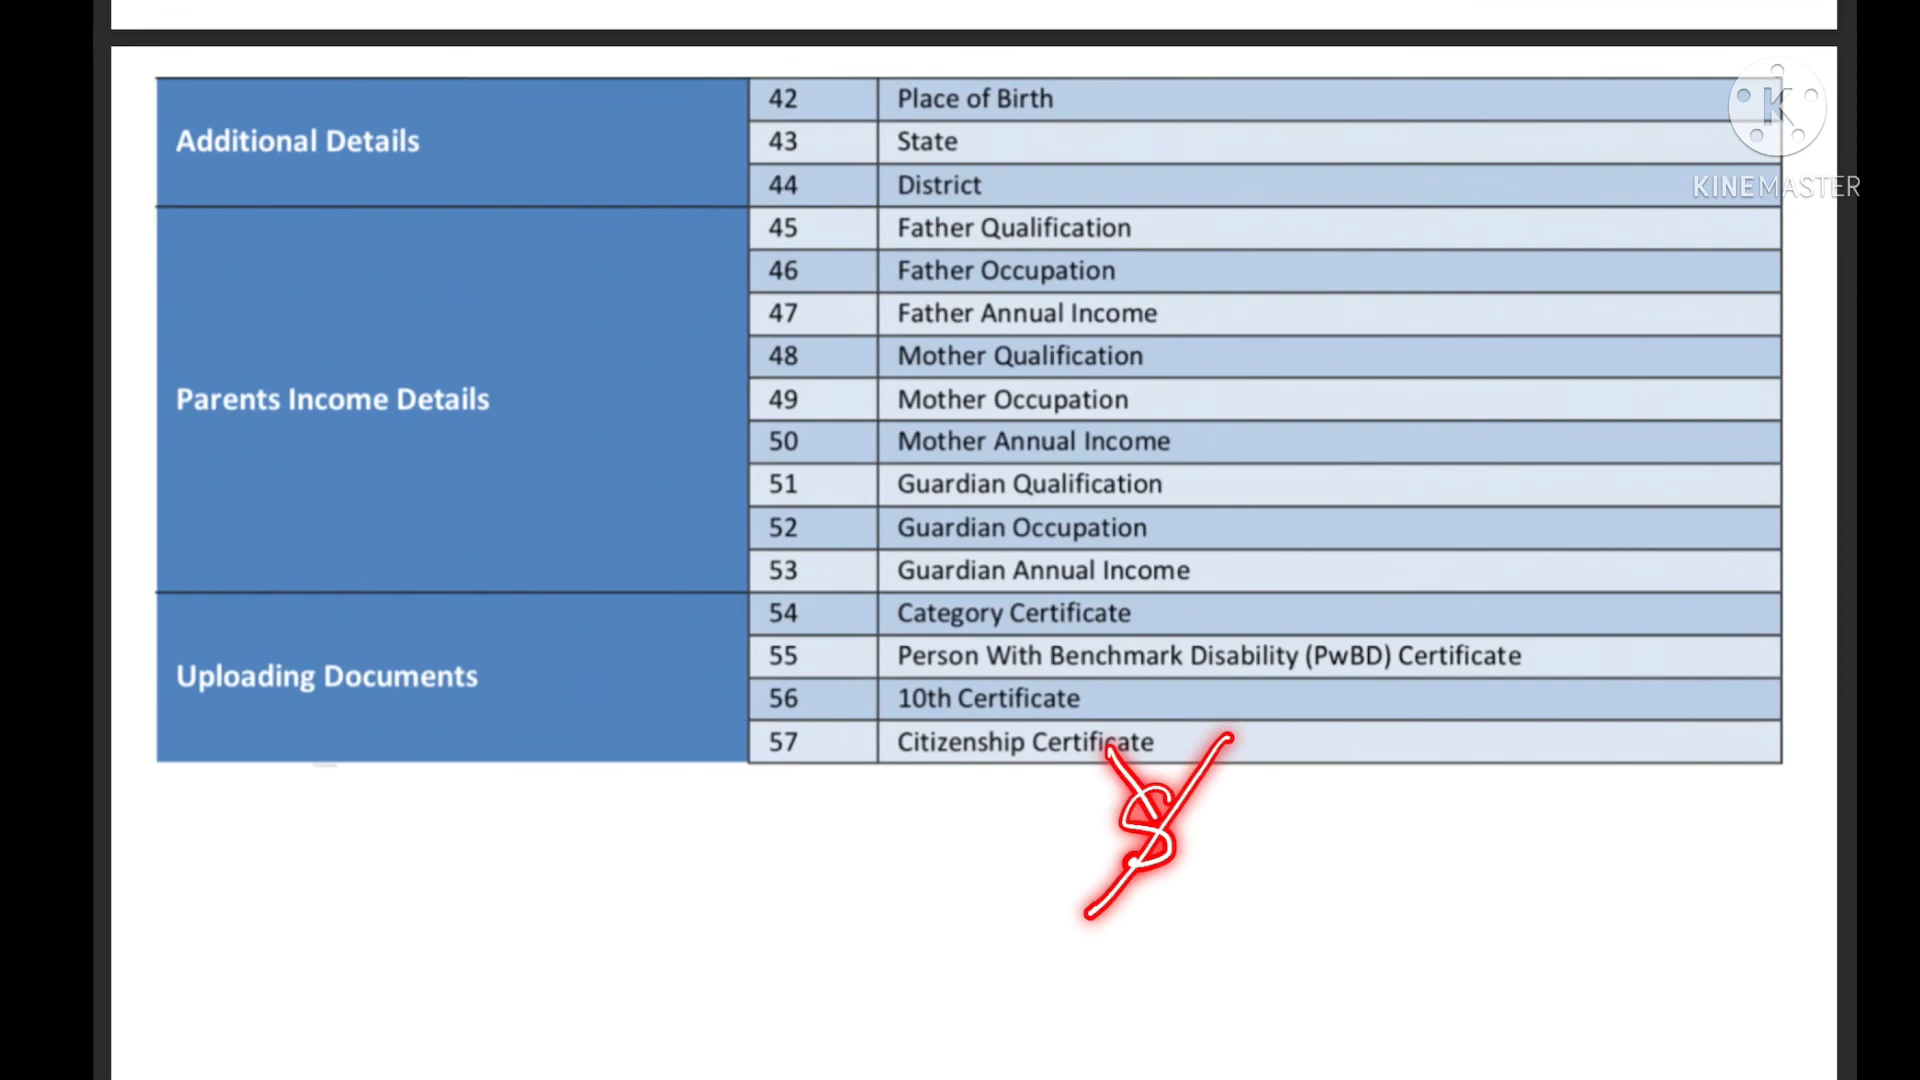 42 Place of Birth
Additional Details
43 State
44 District
45 Father Qualification
46 Father Occupation
47 Father Annual Income
48 Mother Qualification
Parents Income Details
49 Mother Occupation
50 Mother Annual Income
51 Guardian Qualification
52 Guardian Occupation
53 Guardian Annual Income
54 Category Certificate
55 Person With Benchmark Disability (PwBD) Certificate
Uploading Documents
56 10th Certificate
57 Citizenship Certificate
K
KINEMASTER